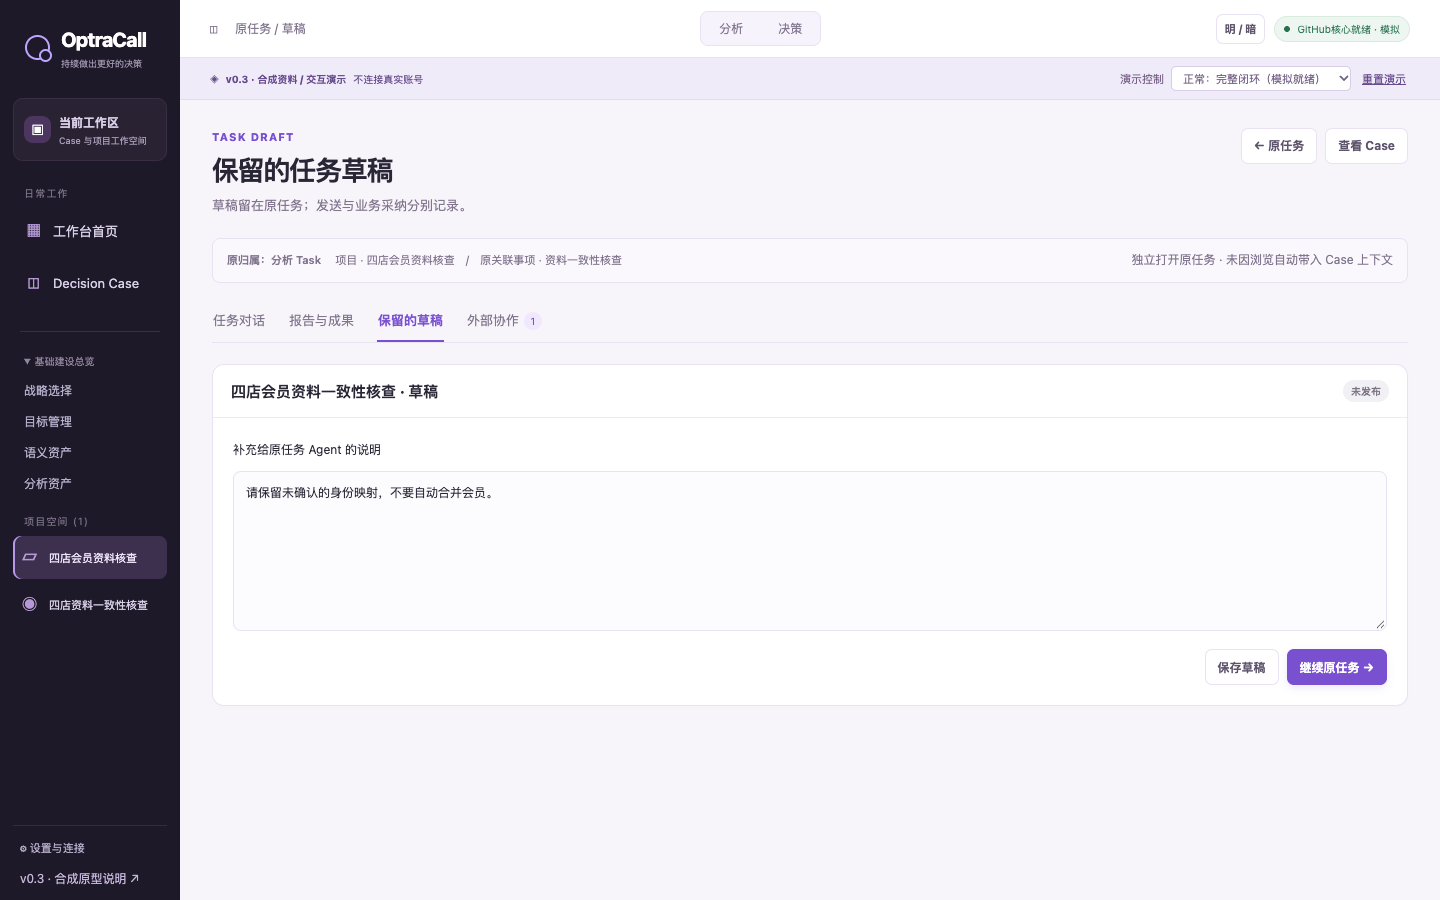 OptraCall
持续做出更好的决策
当前工作区
Case 与项目工作空间
日常工作
工作台首页
Decision Case
▼ 基础建设总览
战略选择
目标管理
语义资产
分析资产
项目空间 (1)
四店会员资料核查
四店资料一致性核查
设置与连接
v0.3 · 合成原型说明 ↗
原任务 / 草稿
分析
决策
明 / 暗
GitHub核心就绪 · 模拟
v0.3 · 合成资料 / 交互演示 不连接真实账号
演示控制
正常：完整闭环（模拟就绪）
重置演示
TASK DRAFT
保留的任务草稿
草稿留在原任务；发送与业务采纳分别记录。
← 原任务
查看 Case
原归属：分析 Task 项目 · 四店会员资料核查 / 原关联事项 · 资料一致性核查
独立打开原任务 · 未因浏览自动带入 Case 上下文
任务对话
报告与成果
保留的草稿
外部协作 1
四店会员资料一致性核查 · 草稿
未发布
补充给原任务 Agent 的说明
请保留未确认的身份映射，不要自动合并会员。
保存草稿
继续原任务 →